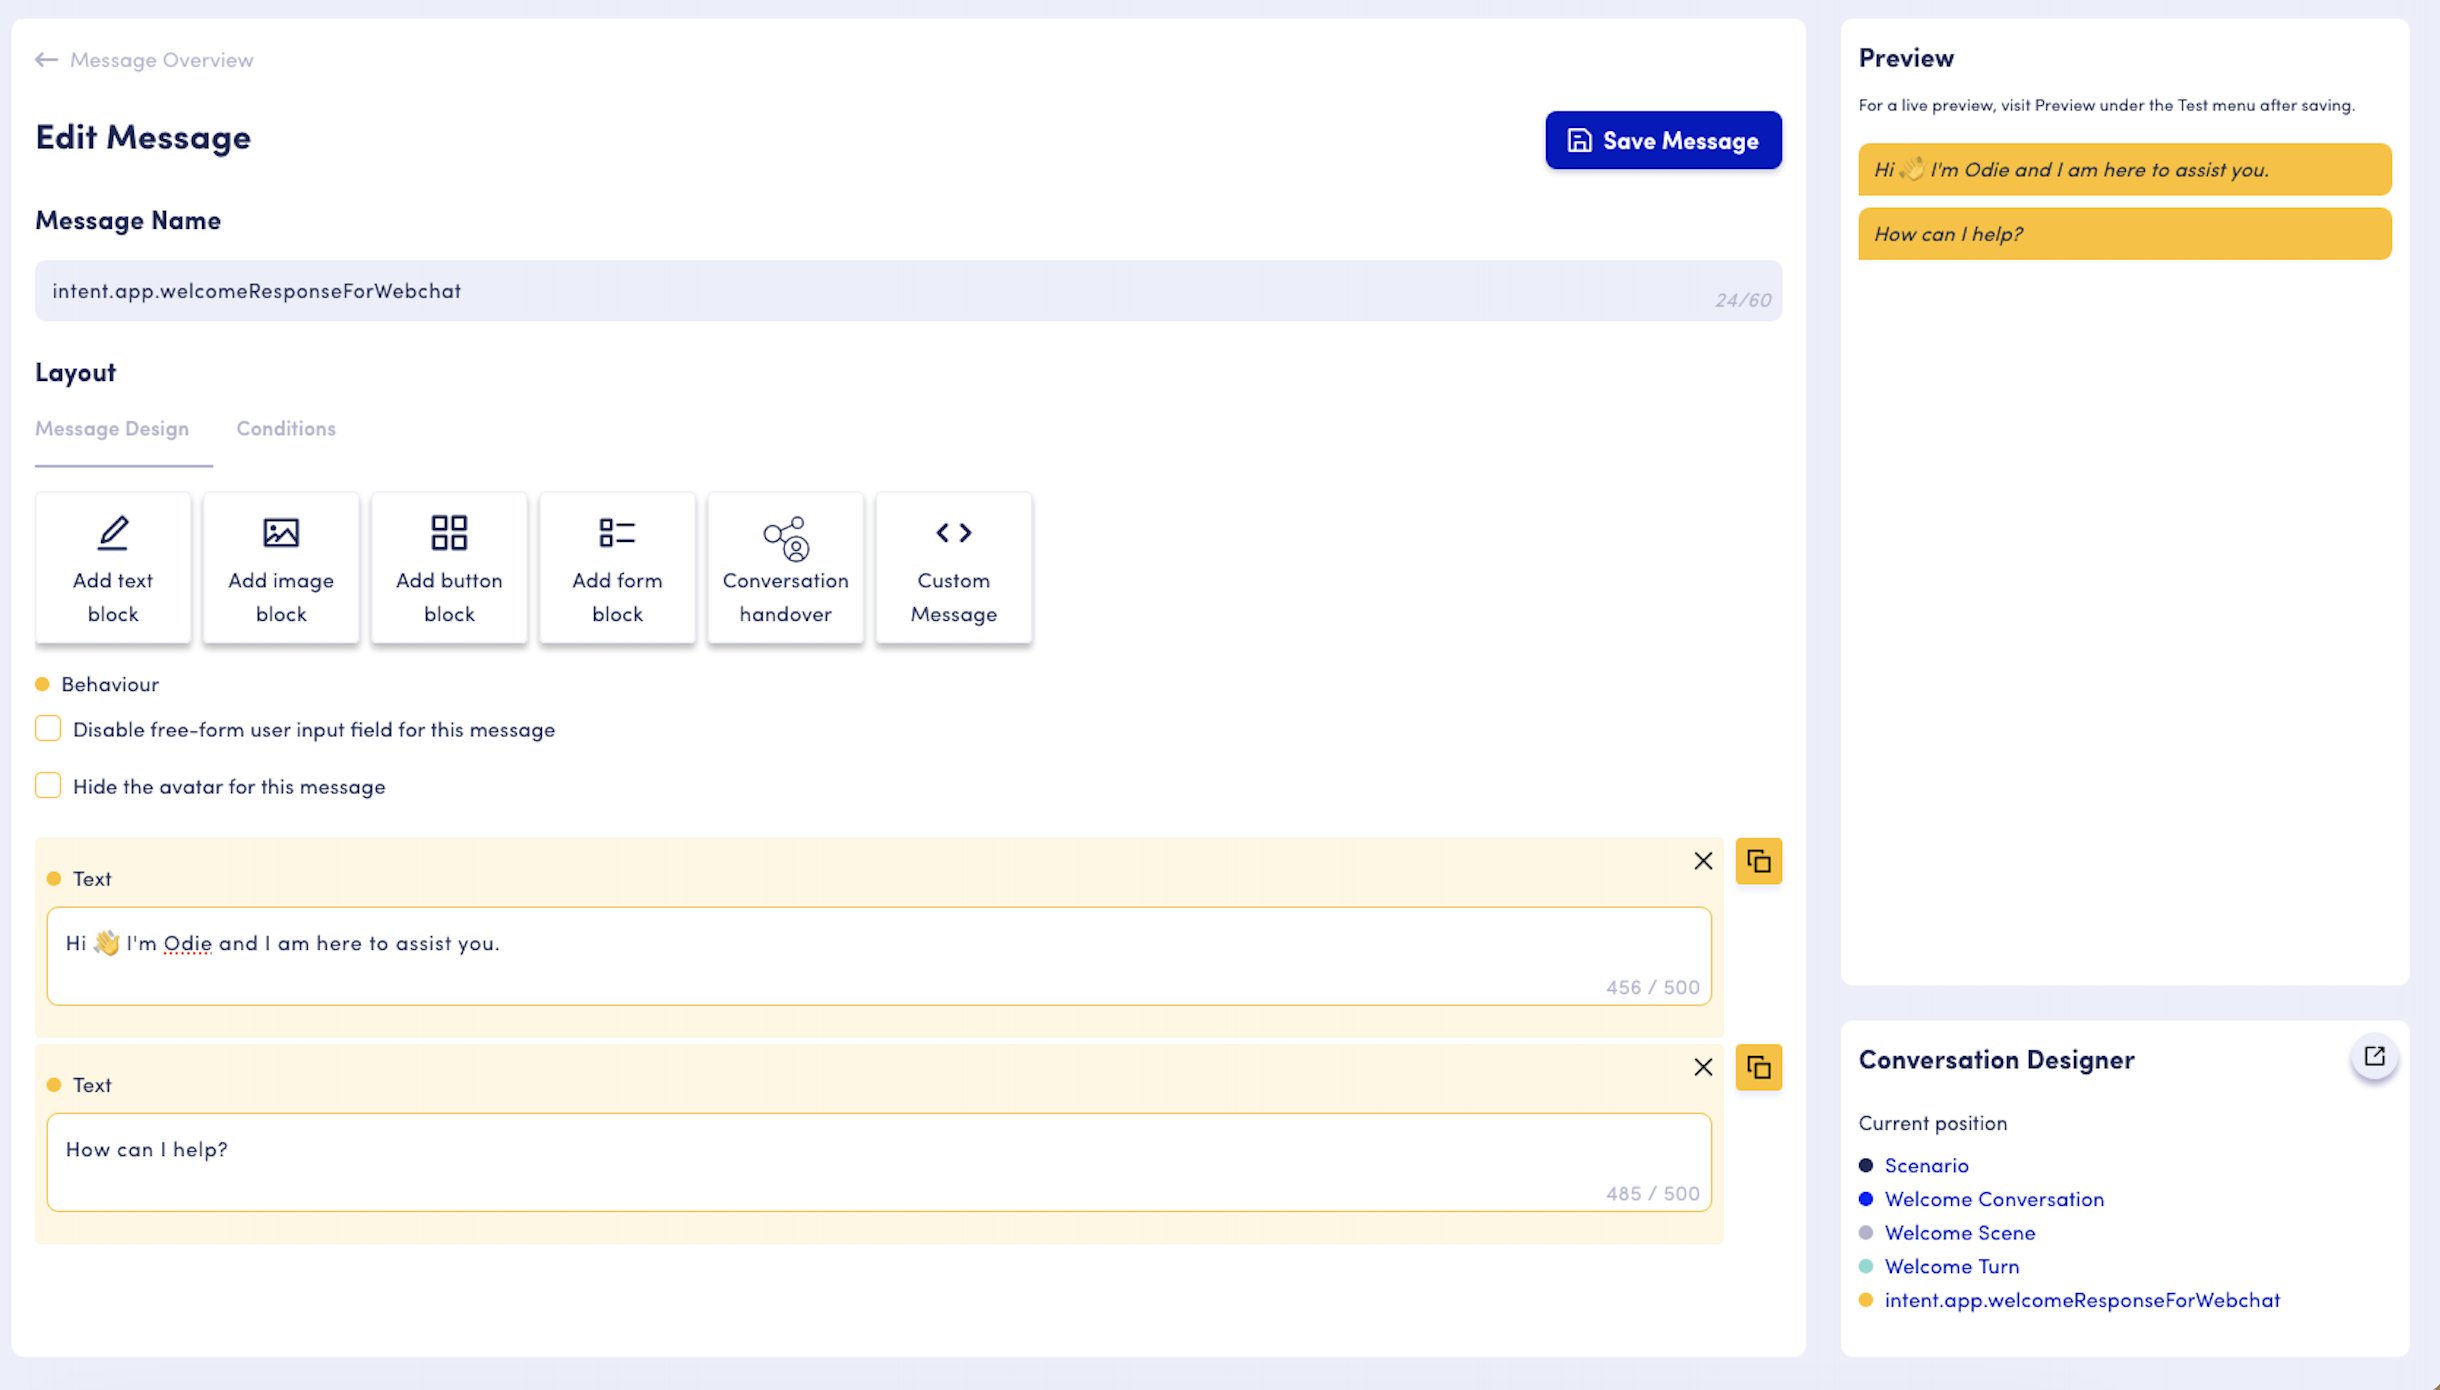 Message Overview
Edit Message
Save Message
Message Name
intent.app.welcomeResponseForWebchat
24/60
Layout
Message Design
Conditions
Add text
block
Add image
block
Add button
block
Add form
block
Conversation
handover
Custom
Message
Behaviour
Disable free-form user input field for this message
Hide the avatar for this message
Text
Hi 👋 I'm Odie and I am here to assist you.
456 / 500
Text
How can I help?
485 / 500
Preview
For a live preview, visit Preview under the Test menu after saving.
Hi 👋 I'm Odie and I am here to assist you.
How can I help?
Conversation Designer
Current position
Scenario
Welcome Conversation
Welcome Scene
Welcome Turn
intent.app.welcomeResponseForWebchat